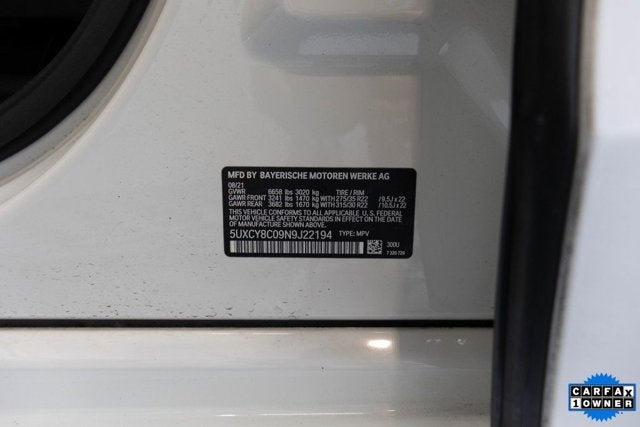 MFD BY BAYERISCHE MOTOREN WERKE AG
08/21
GVWR 6658 lbs 3020 kg TIRE / RIM
GAWR FRONT 3241 lbs 1470 kg WITH 275/35 R22 / 9,5J x 22
GAWR REAR 3682 lbs 1670 kg WITH 315/30 R22 / 10,5J x 22
THIS VEHICLE CONFORMS TO ALL APPLICABLE U. S. FEDERAL
MOTOR VEHICLE SAFETY STANDARDS IN EFFECT ON THE
DATE OF MANUFACTURE SHOWN ABOVE.
5UXCY8C09N9J22194 TYPE: MPV
300U
7 320 729
CARFAX
1 OWNER